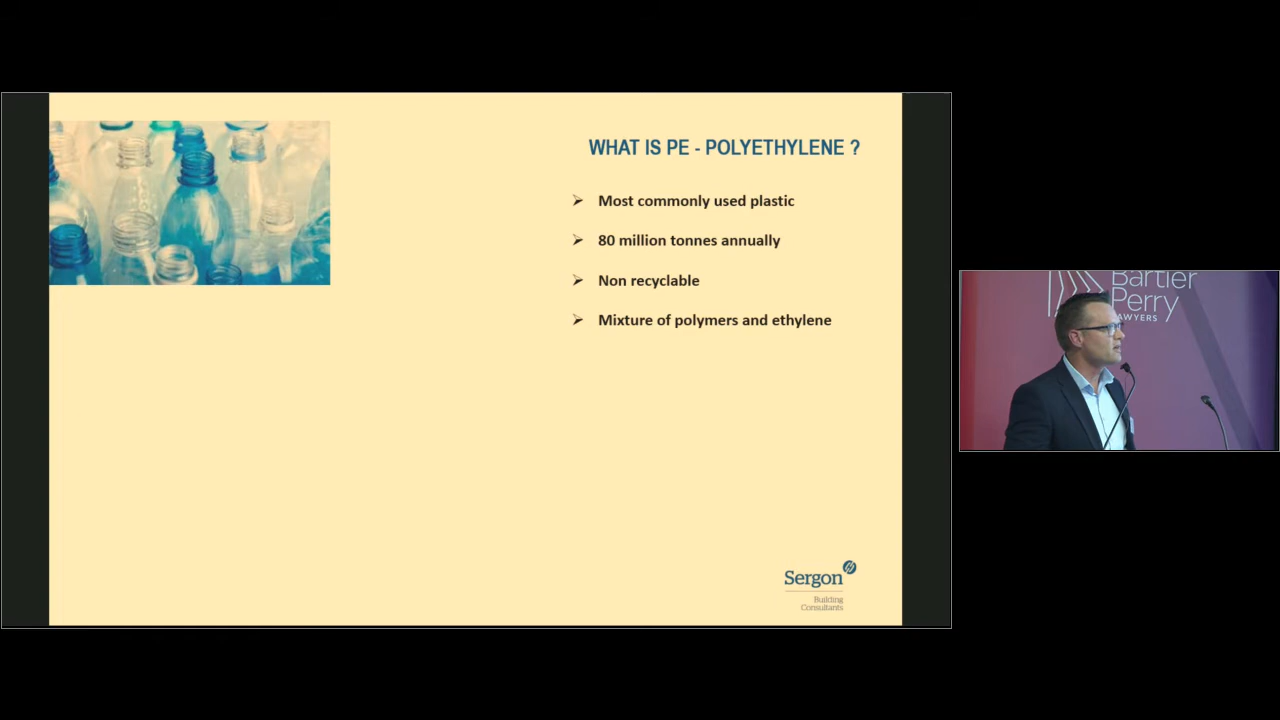 WHAT IS PE - POLYETHYLENE ?
Most commonly used plastic
80 million tonnes annually
Non recyclable
Mixture of polymers and ethylene
Sergon
Building
Consultants
Bartier
Perry
LAWYERS